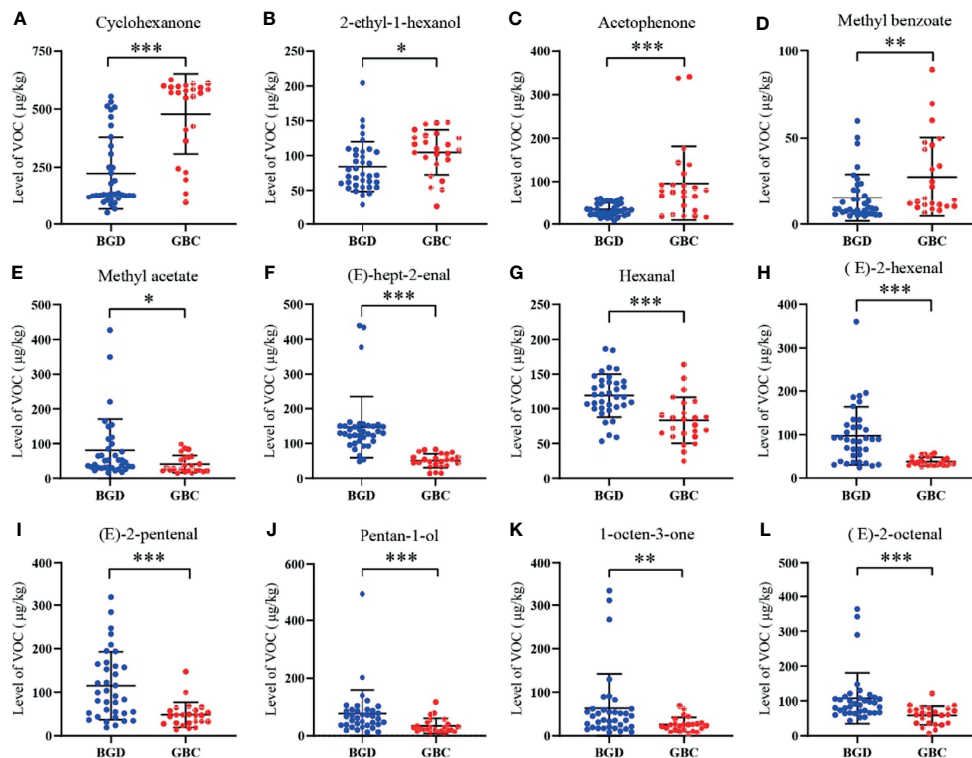 A
Cyclohexanone
***
Level of VOC ( μg/kg)
750
500
250
0
BGD
GBC
B
2-ethyl-1-hexanol
*
Level of VOC ( μg/kg)
250
200
150
100
50
0
BGD
GBC
C
Acetophenone
***
Level of VOC ( μg/kg)
400
300
200
100
0
BGD
GBC
D
Methyl benzoate
**
Level of VOC ( μg/kg)
100
50
0
BGD
GBC
E
Methyl acetate
*
Level of VOC ( μg/kg)
500
400
300
200
100
0
BGD
GBC
F
(E)-hept-2-enal
***
Level of VOC ( μg/kg)
500
400
300
200
100
0
BGD
GBC
G
Hexanal
***
Level of VOC ( μg/kg)
250
200
150
100
50
0
BGD
GBC
H
( E)-2-hexenal
***
Level of VOC ( μg/kg)
400
300
200
100
0
BGD
GBC
I
(E)-2-pentenal
***
Level of VOC ( μg/kg)
400
300
200
100
0
BGD
GBC
J
Pentan-1-ol
***
Level of VOC ( μg/kg)
600
400
200
0
BGD
GBC
K
1-octen-3-one
**
Level of VOC ( μg/kg)
400
300
200
100
0
BGD
GBC
L
( E)-2-octenal
***
Level of VOC ( μg/kg)
500
400
300
200
100
0
BGD
GBC